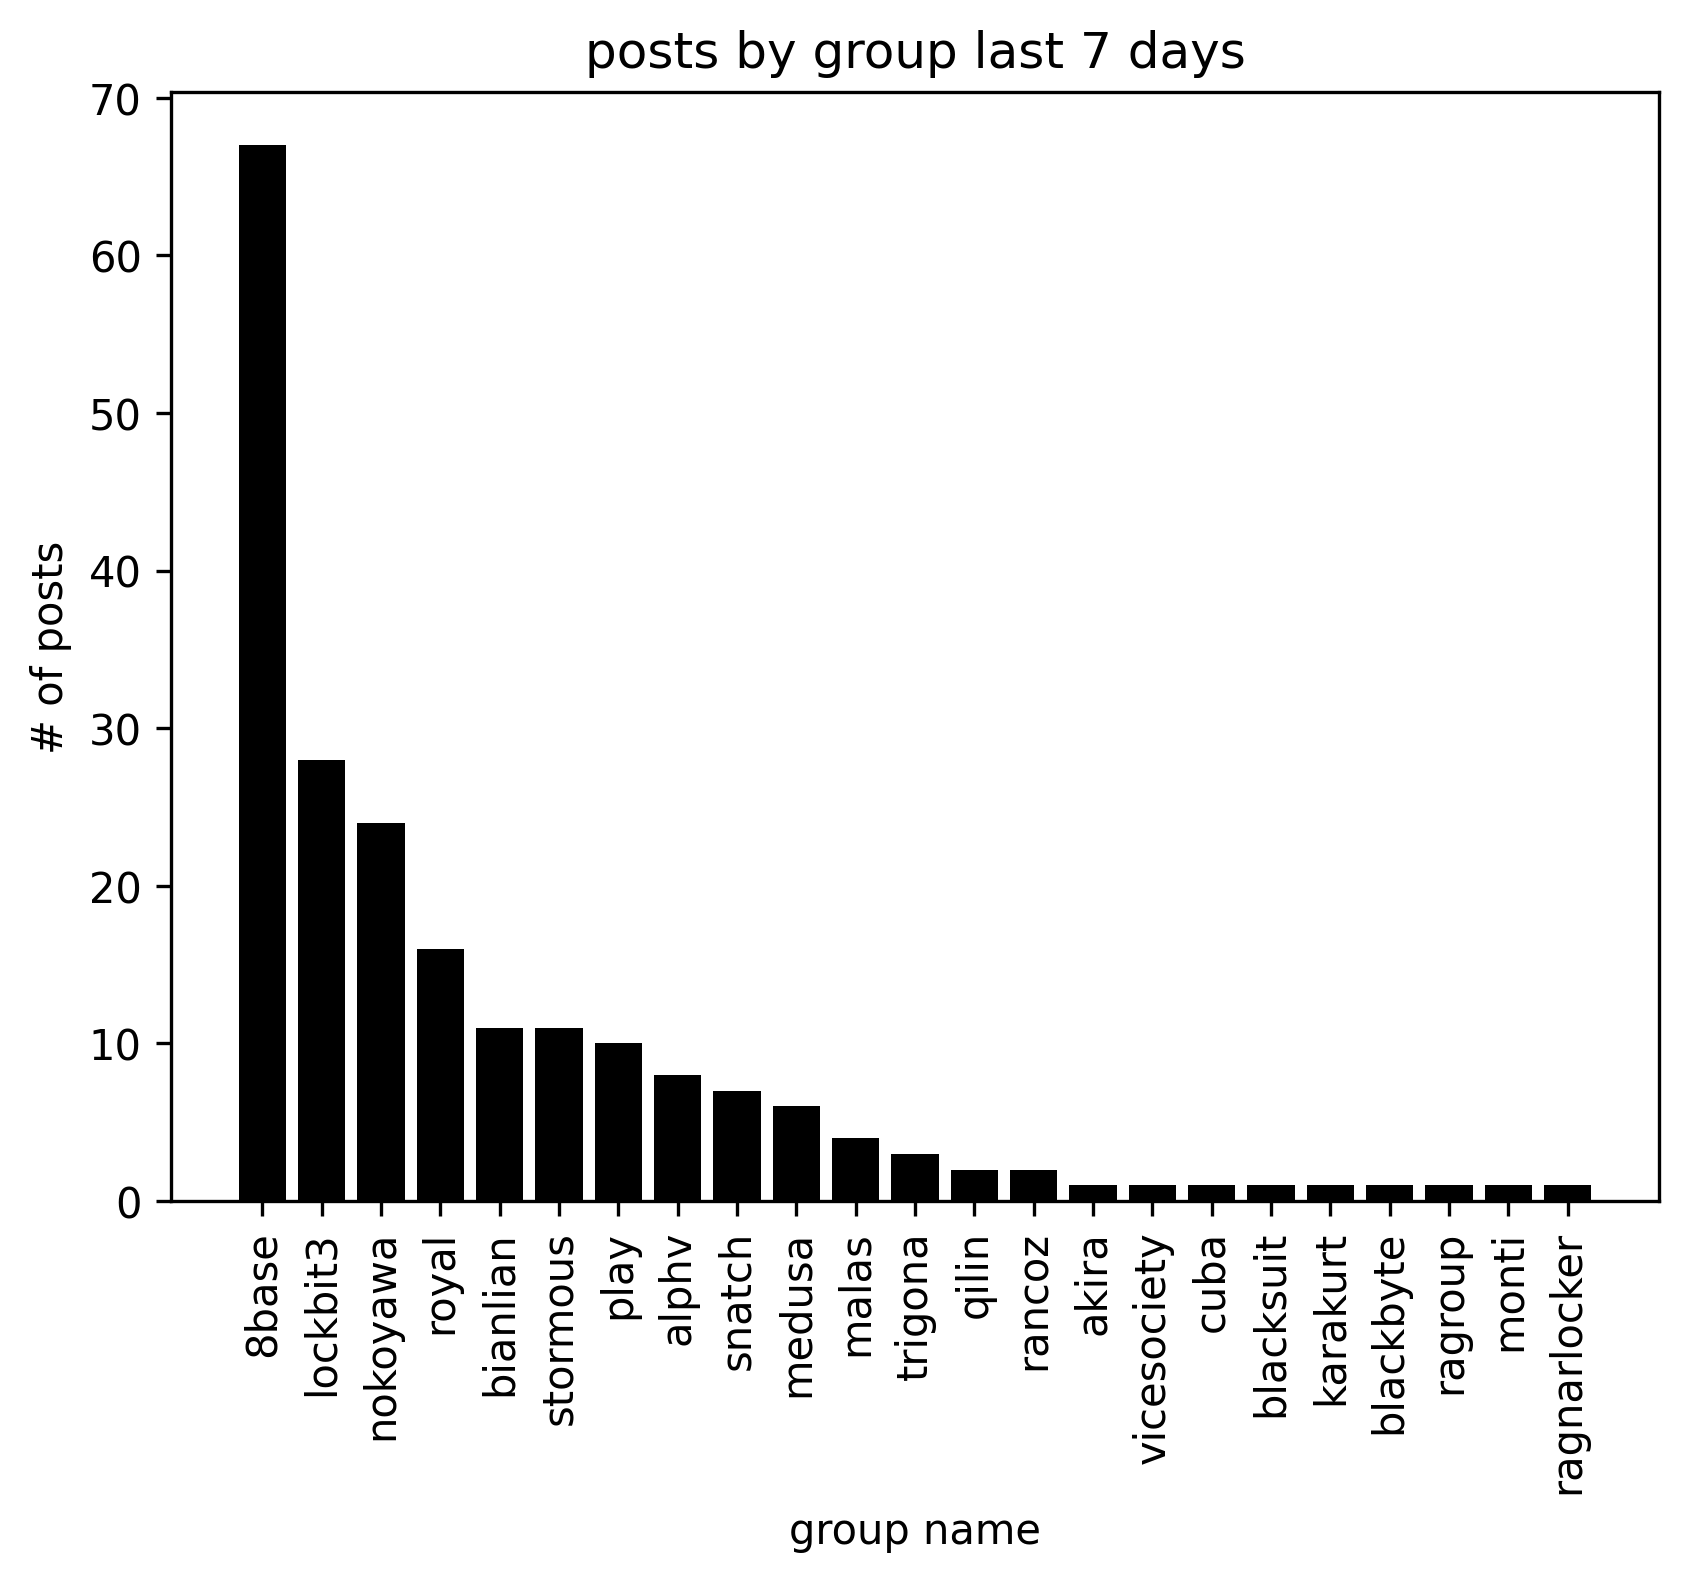 posts by group last 7 days
# of posts
70
60
50
40
30
20
10
0
8base
lockbit3
nokoyawa
royal
bianlian
stormous
play
alphv
snatch
medusa
malas
trigona
qilin
rancoz
akira
vicesociety
cuba
blacksuit
karakurt
blackbyte
ragroup
monti
ragnarlocker
group name